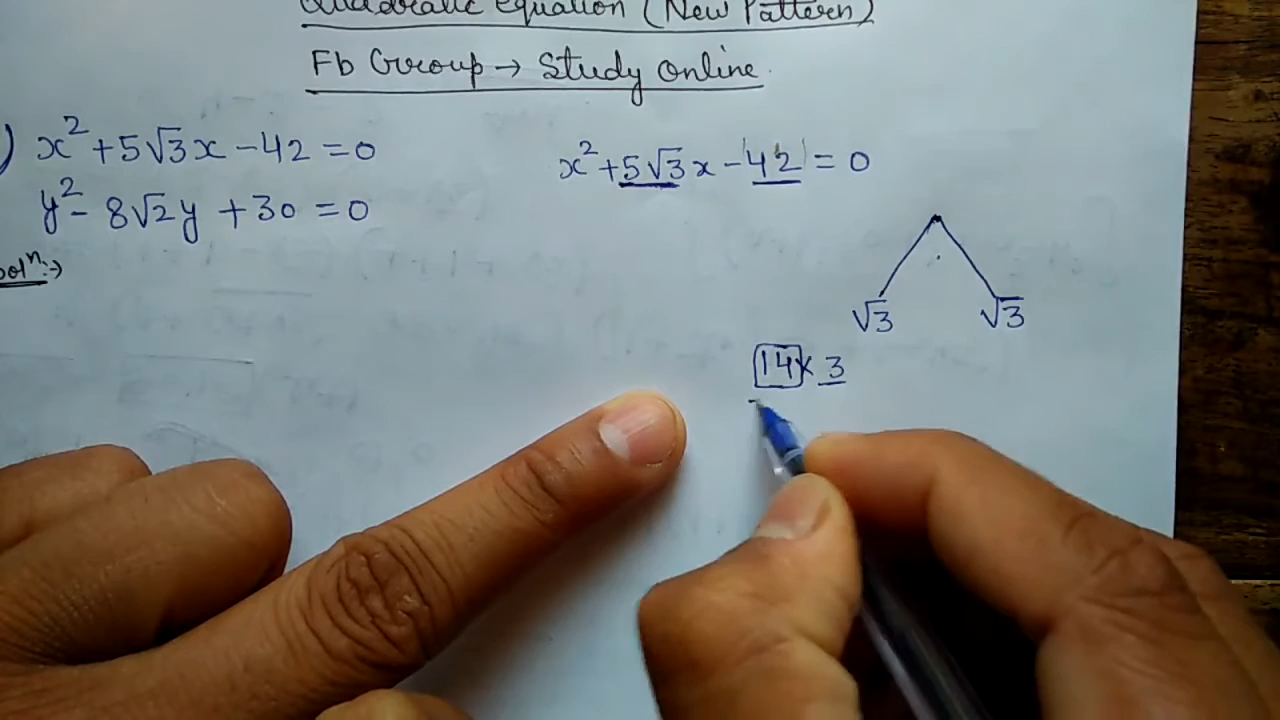 Quadratic equation (New Pattern)
Fb Group → Study Online.
) x² + 5√3x - 42 = 0
y² - 8√2y + 30 = 0
Solⁿ:→
x² + 5√3x - 42 = 0
√3 √3
14 × 3